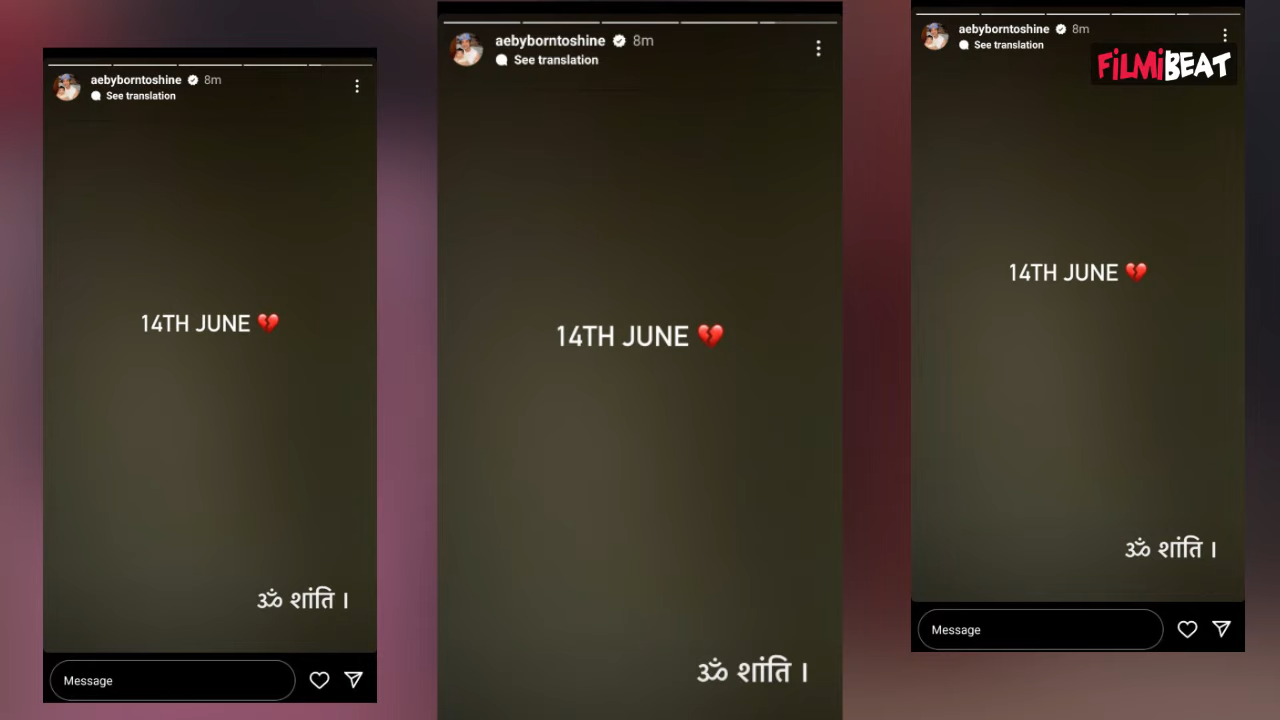 aebyborntoshine 8m
See translation
14TH JUNE 💔
ॐ शांति ।
Message
aebyborntoshine 8m
See translation
14TH JUNE 💔
ॐ शांति ।
aebyborntoshine 8m
See translation
FiLMiBEAT
14TH JUNE 💔
ॐ शांति ।
Message